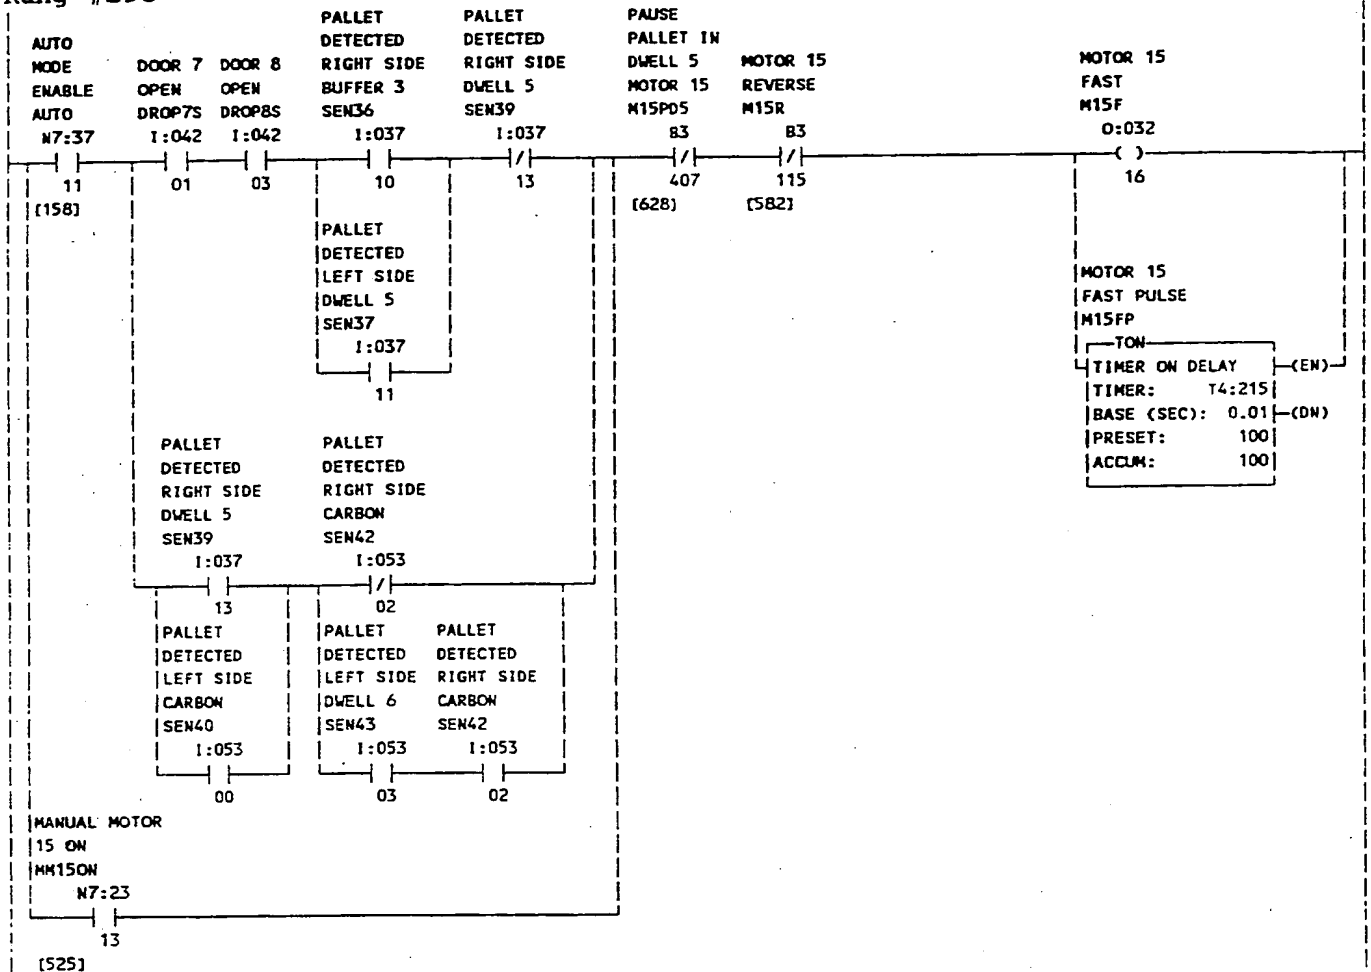 PALLET PALLET PAUSE
AUTO DETECTED DETECTED PALLET IN MOTOR 15
MODE DOOR 7 DOOR 8 RIGHT SIDE RIGHT SIDE DWELL 5 MOTOR 15 FAST
ENABLE OPEN OPEN BUFFER 3 DWELL 5 MOTOR 15 REVERSE M15F
AUTO DROP7S DROP8S SEN36 SEN39 M15PD5 M15R
N7:37 I:042 I:042 I:037 I:037 B3 B3 O:032
11 01 03 10 13 407 115 16
[158] [628] [582]
PALLET
DETECTED
LEFT SIDE
DWELL 5
SEN37
I:037
11
MOTOR 15
FAST PULSE
M15FP
TON
TIMER ON DELAY (EN)
TIMER: T4:215
BASE (SEC): 0.01 (DN)
PRESET: 100
ACCUM: 100
PALLET PALLET
DETECTED DETECTED
RIGHT SIDE RIGHT SIDE
DWELL 5 CARBON
SEN39 SEN42
I:037 I:053
13 02
PALLET PALLET PALLET
DETECTED DETECTED DETECTED
LEFT SIDE LEFT SIDE RIGHT SIDE
CARBON DWELL 6 CARBON
SEN40 SEN43 SEN42
I:053 I:053 I:053
00 03 02
MANUAL MOTOR
15 ON
MM15ON
N7:23
13
[525]